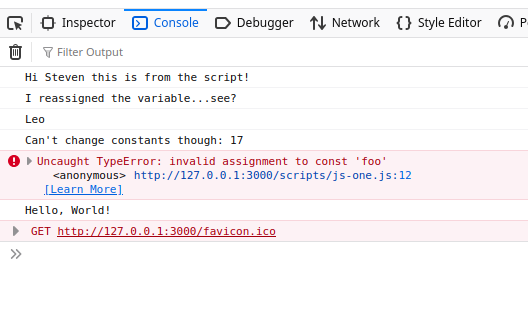 Inspector Console Debugger Network Style Editor
Filter Output
Hi Steven this is from the script!
I reassigned the variable...see?
Leo
Can't change constants though: 17
Uncaught TypeError: invalid assignment to const 'foo'
<anonymous> http://127.0.0.1:3000/scripts/js-one.js:12
[Learn More]
Hello, World!
GET http://127.0.0.1:3000/favicon.ico